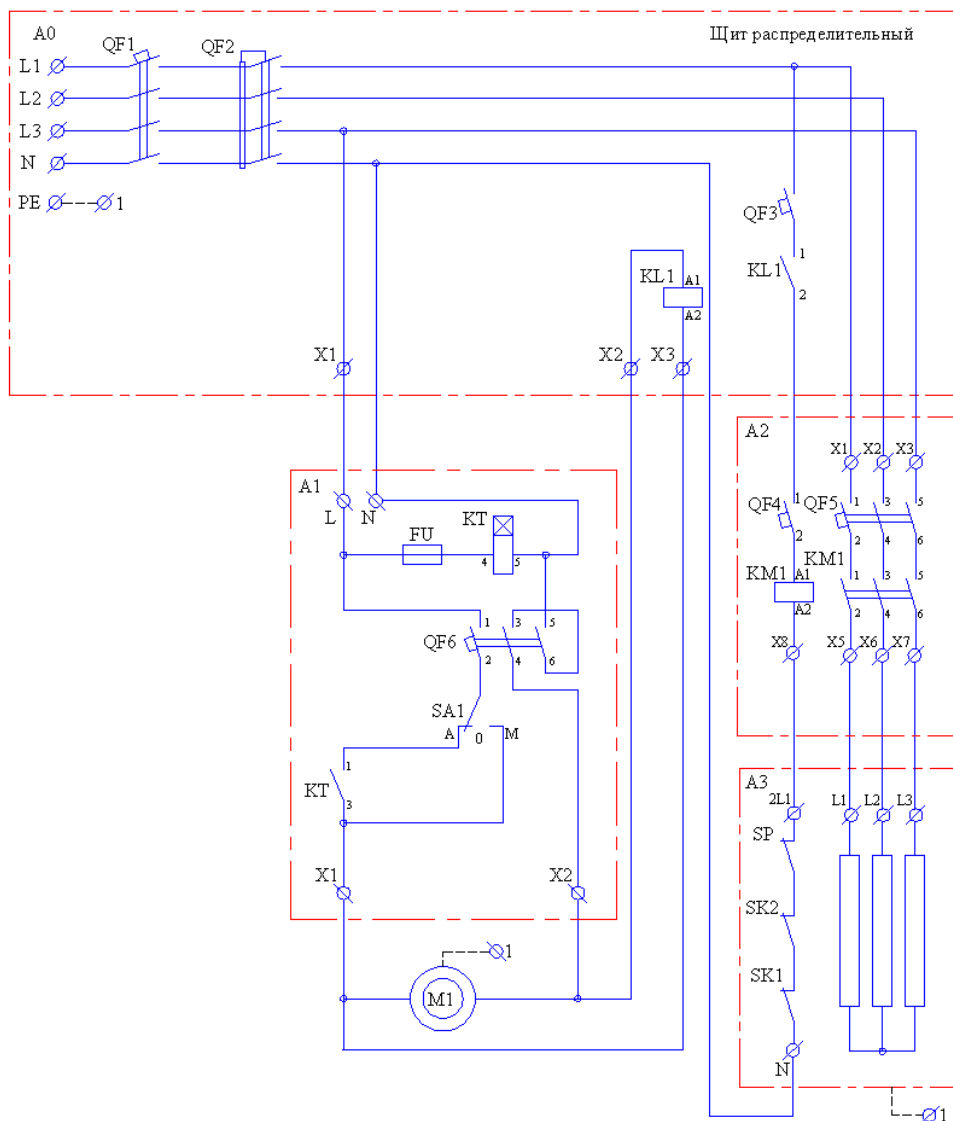 A0
QF1
QF2
Щит распределительный
L1
L2
L3
N
PE
1
QF3
KL1
1
2
KL1
A1
A2
X1
X2
X3
A2
X1
X2
X3
A1
L
N
KT
FU
4
5
QF4
1
2
QF5
1
3
5
2
4
6
KM1
KM1
A1
A2
1
3
5
2
4
6
QF6
1
3
5
2
4
6
X8
X5
X6
X7
SA1
A
0
M
KT
1
3
A3
2L1
L1
L2
L3
SP
SK2
SK1
N
X1
X2
1
M1
1